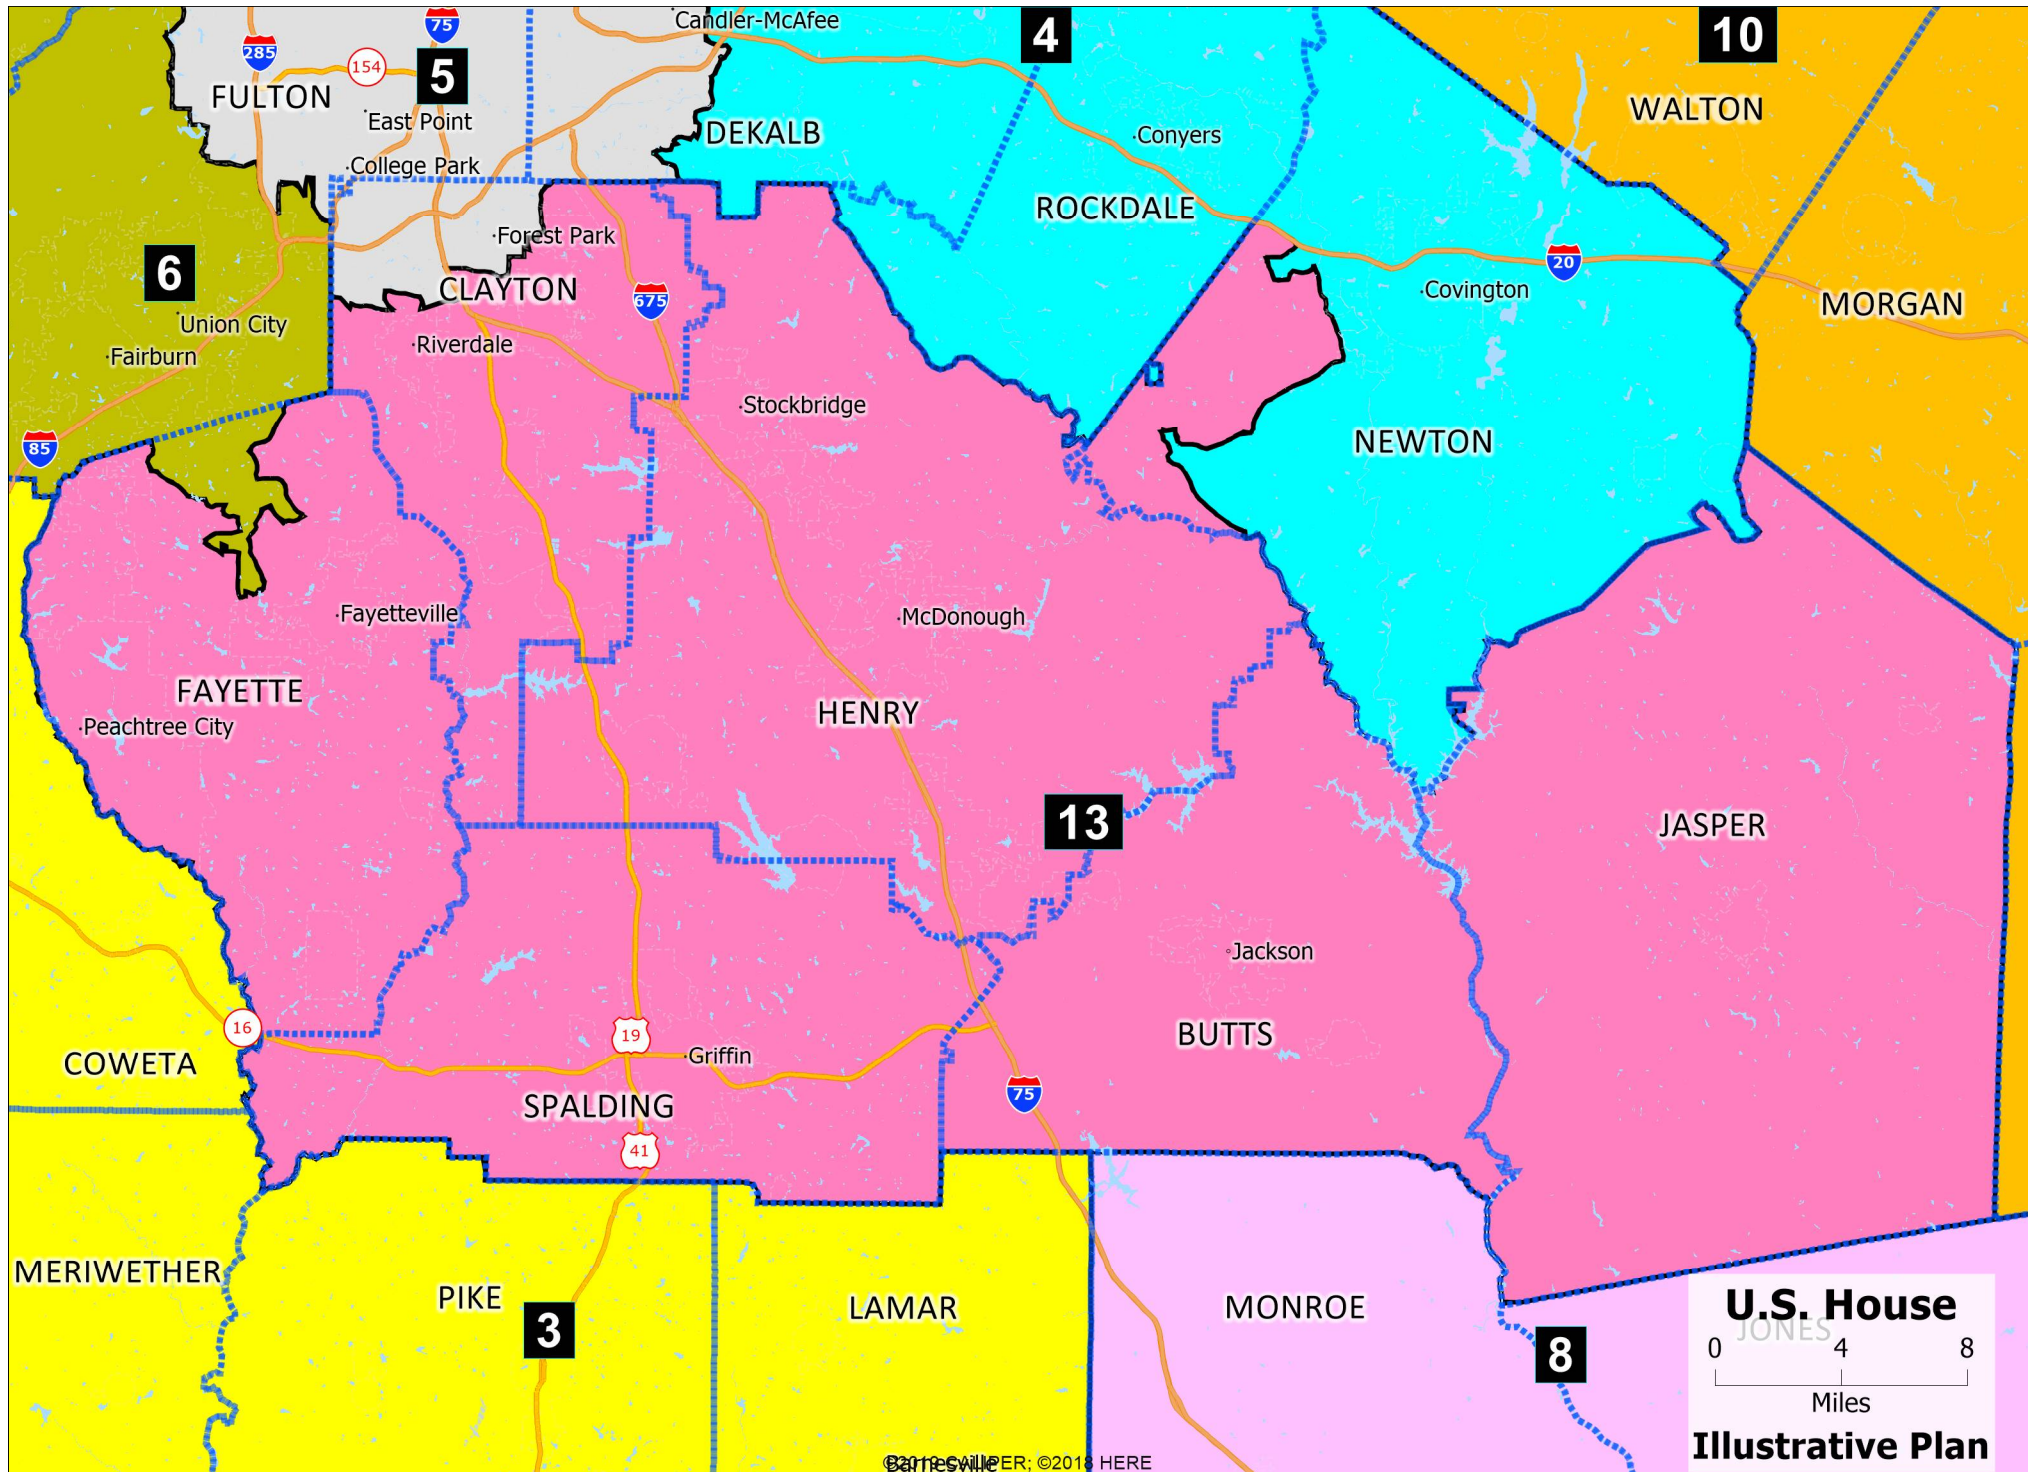 Candler-McAfee
4
10
75
285
154
5
FULTON
East Point
WALTON
DEKALB
Conyers
College Park
ROCKDALE
Forest Park
6
20
CLAYTON
675
Covington
MORGAN
Union City
Riverdale
Fairburn
Stockbridge
85
NEWTON
Fayetteville
McDonough
FAYETTE
HENRY
Peachtree City
13
JASPER
Jackson
16
19
BUTTS
Griffin
COWETA
75
SPALDING
41
MERIWETHER
PIKE
LAMAR
MONROE
3
8
U.S. House
JONES
0 4 8
Miles
Illustrative Plan
Barnesville
©2019 CALIPER; ©2018 HERE